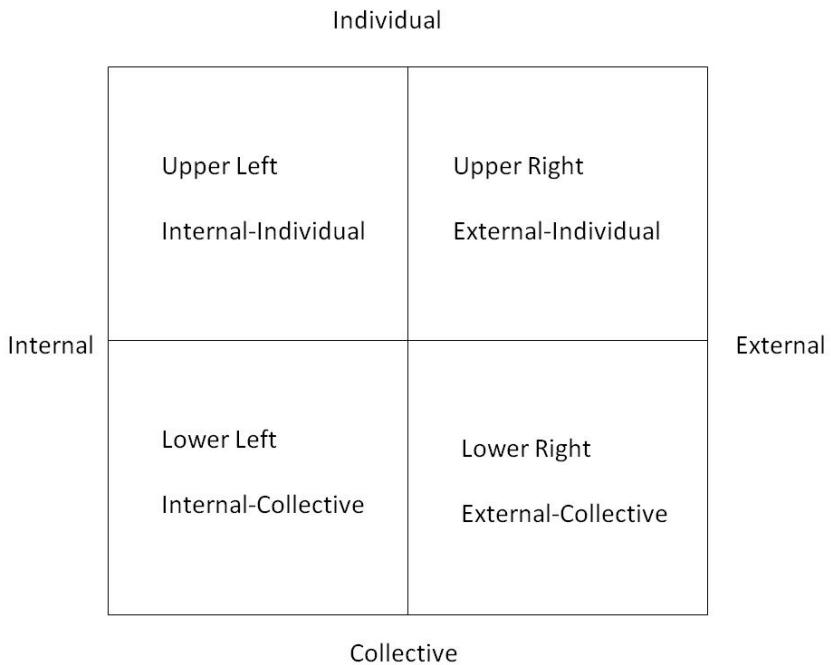 Individual
Upper Left
Upper Right
Internal-Individual
External-Individual
Internal
External
Lower Left
Lower Right
Internal-Collective
External-Collective
Collective